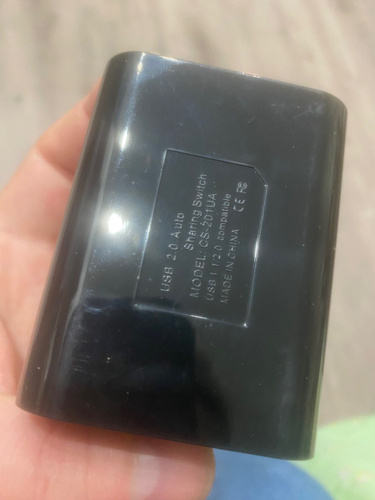 USB 2.0 Auto
Sharing Switch
MODEL: CS-201UA
USB 1.1/2.0 compatible
MADE IN CHINA CE FC